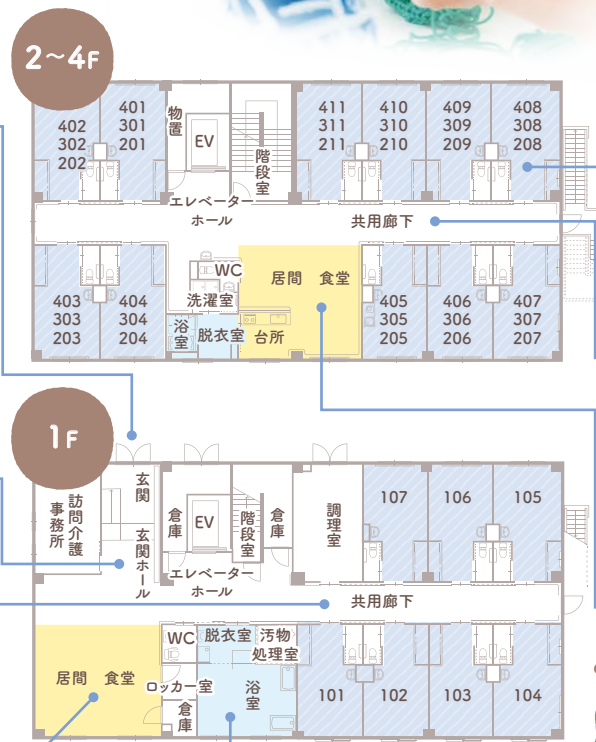 2~4F
402
302
202
401
301
201
物置
EV
階段室
411
311
211
410
310
210
409
309
209
408
308
208
エレベーター
ホール
共用廊下
403
303
203
404
304
204
WC
洗濯室
浴室
脱衣室
居間 食堂
台所
405
305
205
406
306
206
407
307
207
1F
訪問介護
事務所
玄関
玄関ホール
倉庫
EV
階段室
倉庫
調理室
107
106
105
エレベーター
ホール
共用廊下
居間 食堂
WC
脱衣室
汚物
処理室
ロッカー室
倉庫
浴室
101
102
103
104